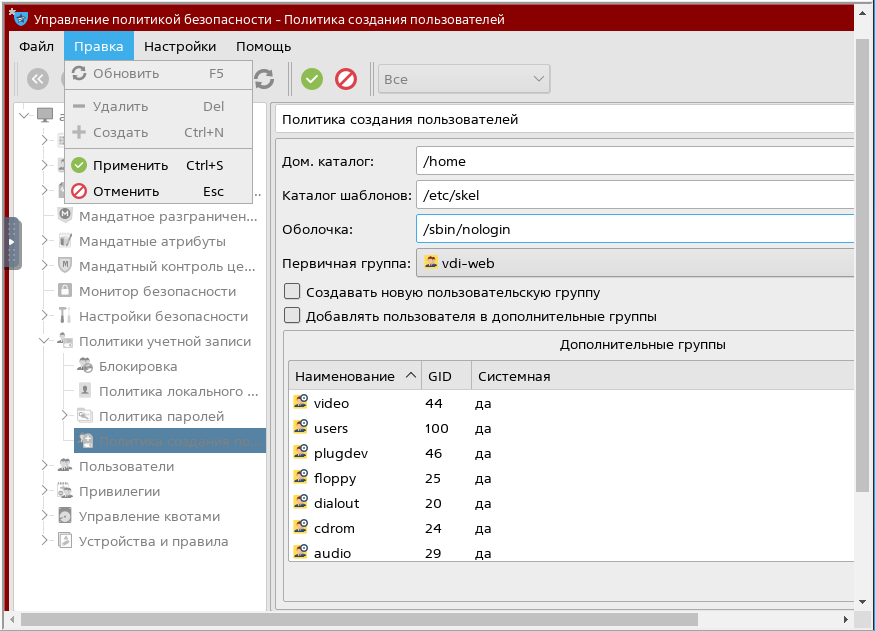 Управление политикой безопасности - Политика создания пользователей
Файл Правка Настройки Помощь
Обновить F5
Удалить Del
Создать Ctrl+N
Применить Ctrl+S
Отменить Esc
Все
Мандатное разграничен...
Мандатные атрибуты
Мандатный контроль це...
Монитор безопасности
Настройки безопасности
Политики учетной записи
Блокировка
Политика локального ...
Политика паролей
Политика создания по...
Пользователи
Привилегии
Управление квотами
Устройства и правила
Политика создания пользователей
Дом. каталог: /home
Каталог шаблонов: /etc/skel
Оболочка: /sbin/nologin
Первичная группа: vdi-web
Создавать новую пользовательскую группу
Добавлять пользователя в дополнительные группы
Дополнительные группы
Наименование GID Системная
video 44 да
users 100 да
plugdev 46 да
floppy 25 да
dialout 20 да
cdrom 24 да
audio 29 да